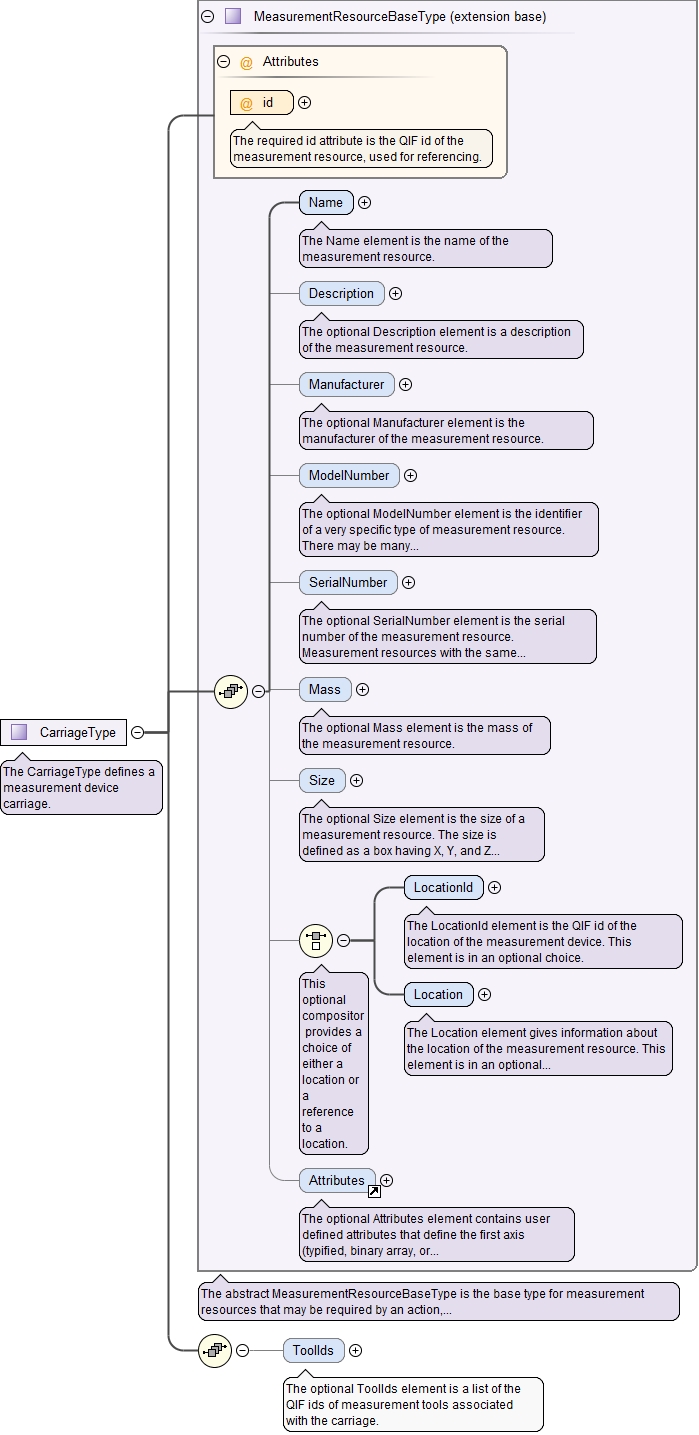 MeasurementResourceBaseType (extension base)
@ Attributes
@ id
The required id attribute is the QIF id of the
measurement resource, used for referencing.
Name
The Name element is the name of the
measurement resource.
Description
The optional Description element is a description
of the measurement resource.
Manufacturer
The optional Manufacturer element is the
manufacturer of the measurement resource.
ModelNumber
The optional ModelNumber element is the identifier
of a very specific type of measurement resource.
There may be many...
SerialNumber
The optional SerialNumber element is the serial
number of the measurement resource.
Measurement resources with the same...
Mass
The optional Mass element is the mass of
the measurement resource.
CarriageType
The CarriageType defines a
measurement device
carriage.
Size
The optional Size element is the size of a
measurement resource. The size is
defined as a box having X, Y, and Z...
LocationId
The LocationId element is the QIF id of the
location of the measurement device. This
element is in an optional choice.
Location
The Location element gives information about
the location of the measurement resource. This
element is in an optional...
This
optional
compositor
provides a
choice of
either a
location or
a
reference
to a
location.
Attributes
The optional Attributes element contains user
defined attributes that define the first axis
(typified, binary array, or...
The abstract MeasurementResourceBaseType is the base type for measurement
resources that may be required by an action,...
ToolIds
The optional ToolIds element is a list of the
QIF ids of measurement tools associated
with the carriage.